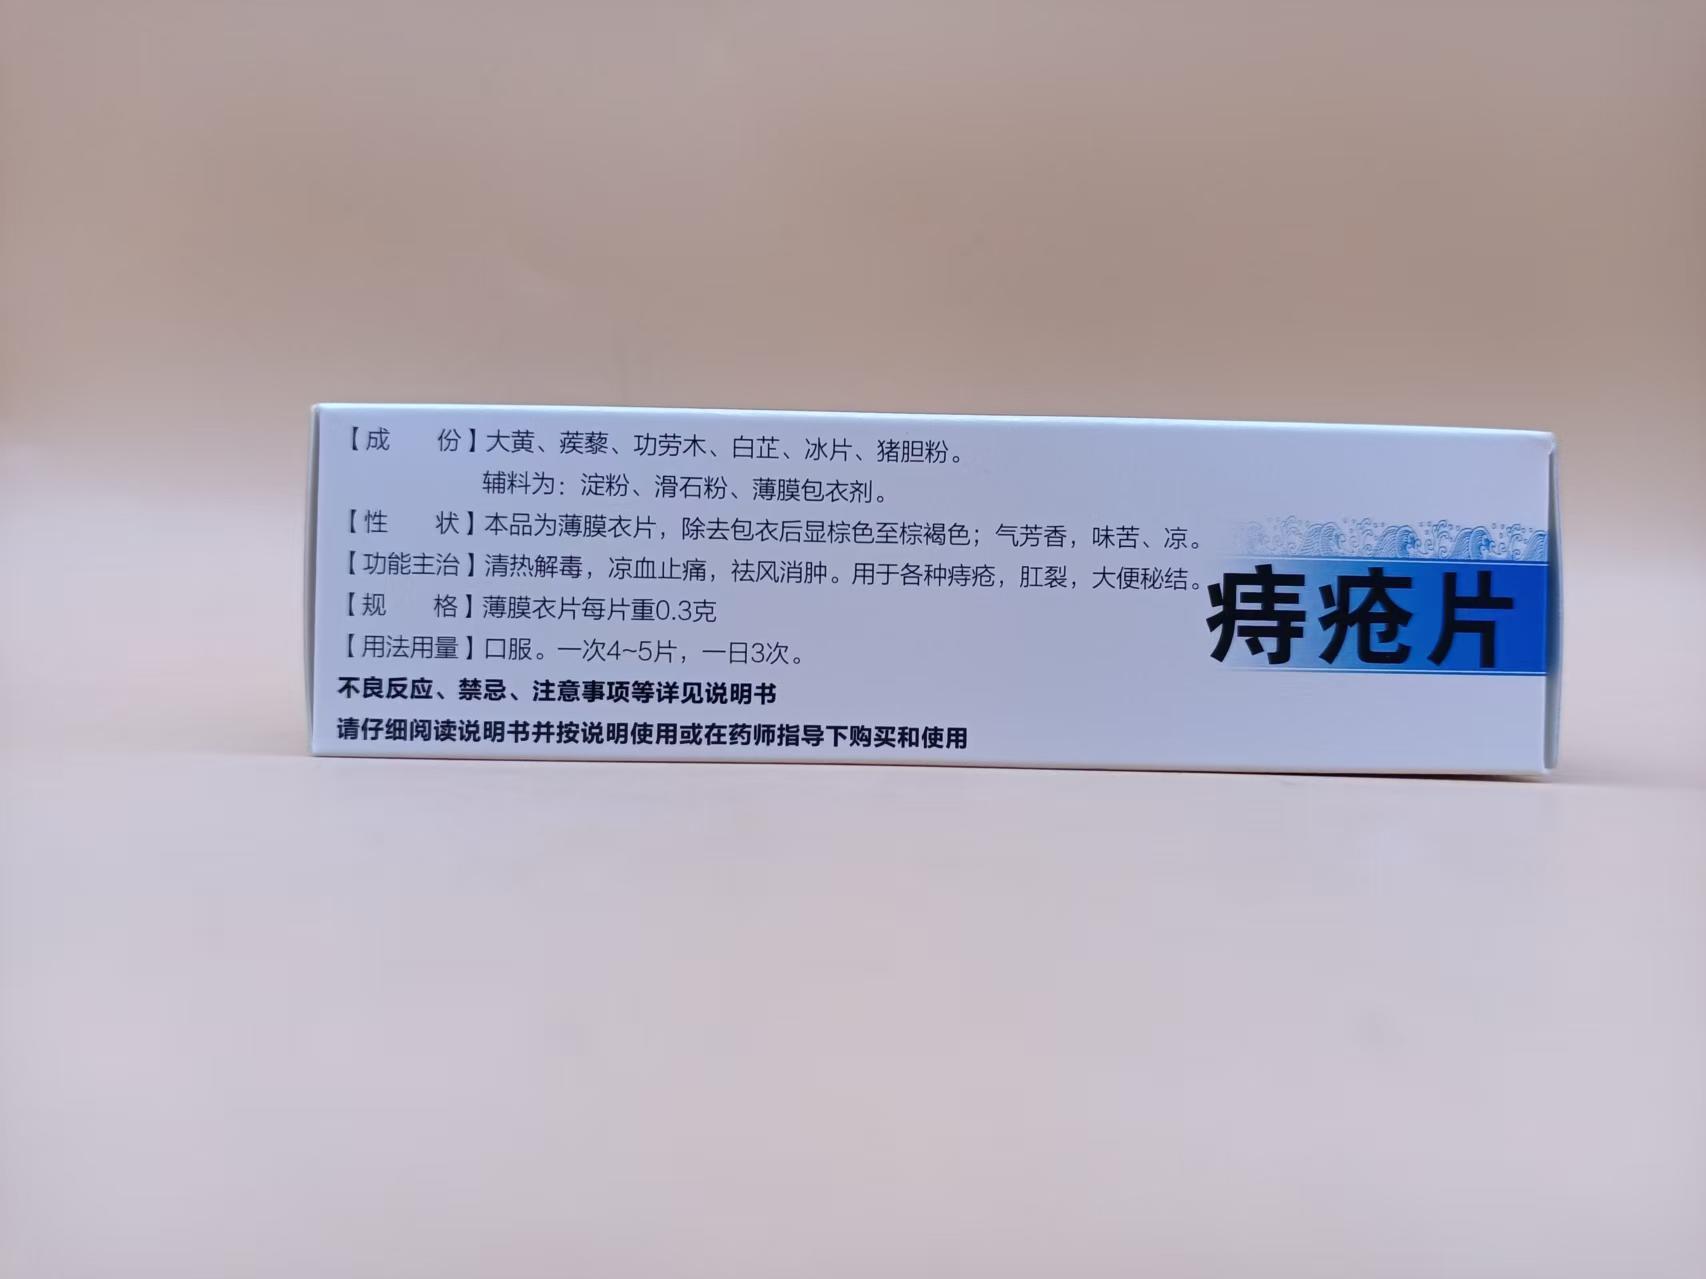 【成　　份】大黄、蒺藜、功劳木、白芷、冰片、猪胆粉。
辅料为：淀粉、滑石粉、薄膜包衣剂。
【性　　状】本品为薄膜衣片，除去包衣后显棕色至棕褐色；气芳香，味苦、凉。
【功能主治】清热解毒，凉血止痛，祛风消肿。用于各种痔疮，肛裂，大便秘结。
【规　　格】薄膜衣片每片重0.3克
【用法用量】口服。一次4~5片，一日3次。
不良反应、禁忌、注意事项等详见说明书
请仔细阅读说明书并按说明使用或在药师指导下购买和使用
痔疮片